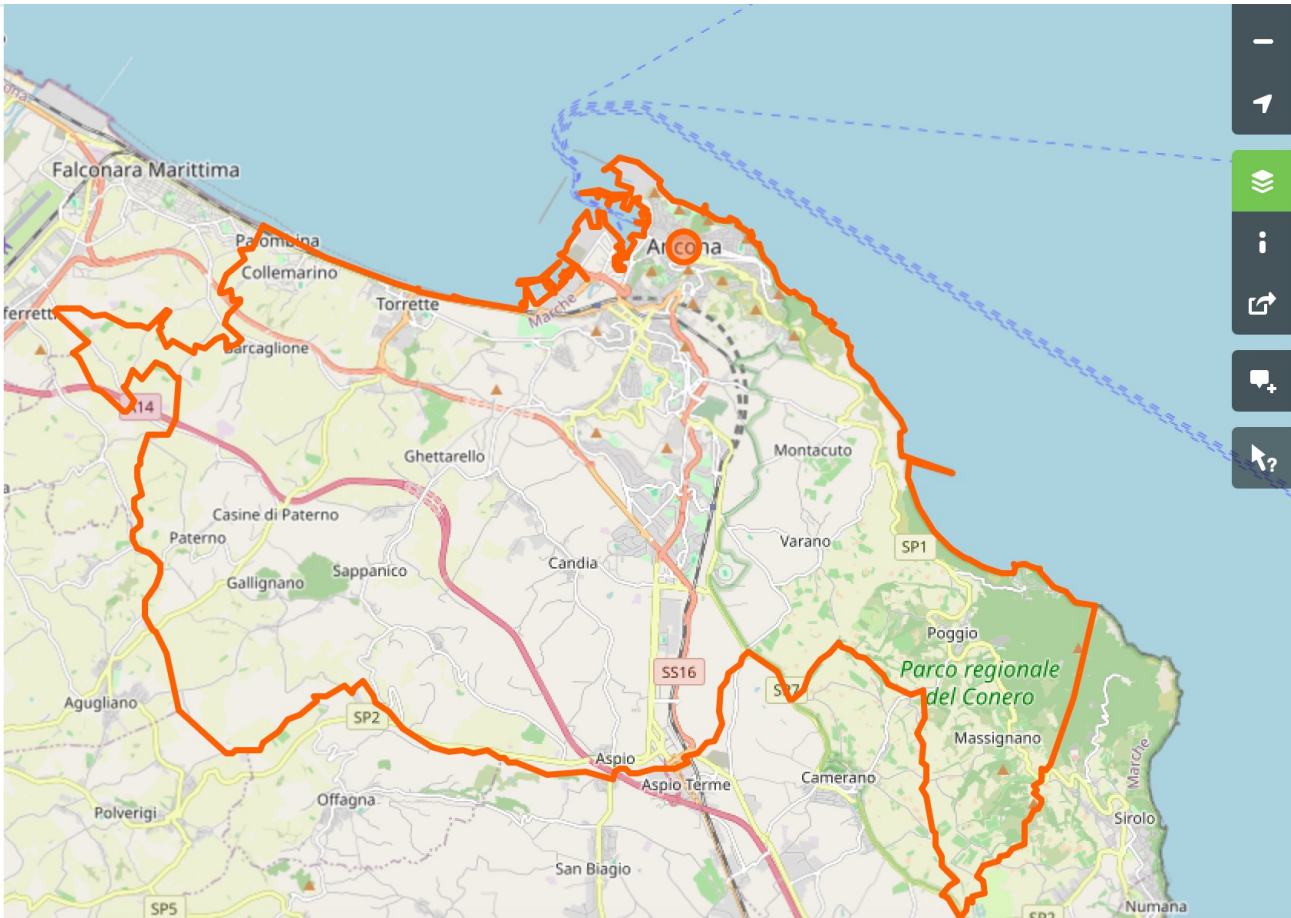 Falconara Marittima
Palombina
Collemarino
Torrette
Ancona
Marche
Barcaglione
A14
Ghettarello
Montacuto
Casine di Paterno
Paterno
Gallignano
Sappanico
Candia
Varano
SP1
Poggio
Parco regionale
del Conero
SS16
SP7
Agugliano
SP2
Massignano
Aspio
Aspio Terme
Camerano
Marche
Offagna
Polverigi
Sirolo
San Biagio
SP5
Numana
SP2
?